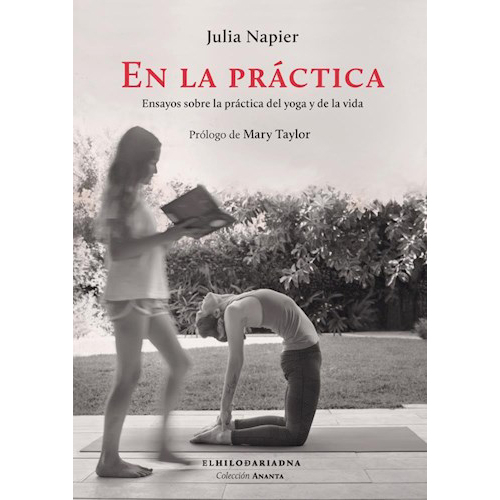 Julia Napier
EN LA PRÁCTICA
Ensayos sobre la práctica del yoga y de la vida
Prólogo de Mary Taylor
ELHILODARIADNA
Colección ANANTA